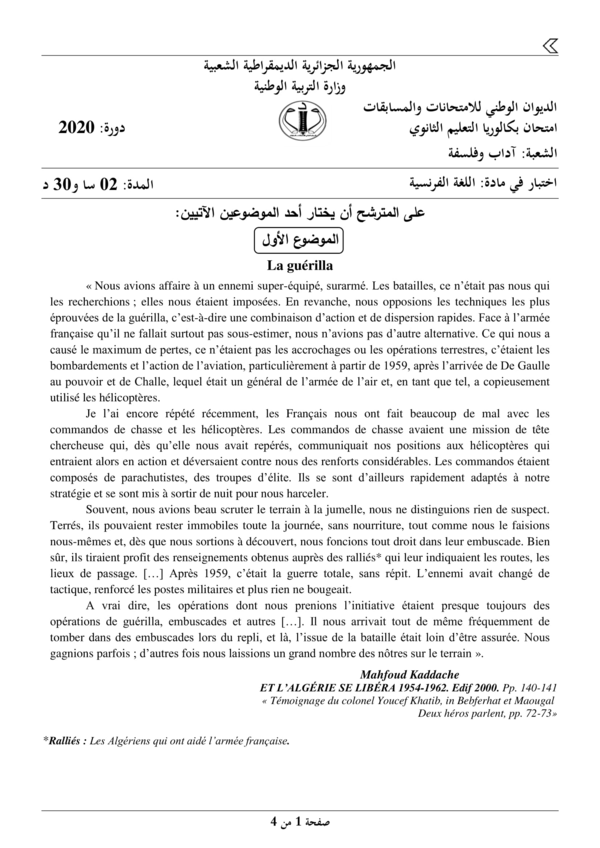 الجمهورية الجزائرية الديمقراطية الشعبية
وزارة التربية الوطنية
الديوان الوطني للامتحانات والمسابقات
امتحان بكالوريا التعليم الثانوي
دورة: 2020
الشعبة: آداب وفلسفة
اختبار في مادة: اللغة الفرنسية
المدة: 02 سا و30 د
على المترشح أن يختار أحد الموضوعين الآتيين:
الموضوع الأول
La guérilla
« Nous avions affaire à un ennemi super-équipé, surarmé. Les batailles, ce n'était pas nous qui
les recherchions ; elles nous étaient imposées. En revanche, nous opposions les techniques les plus
éprouvées de la guérilla, c'est-à-dire une combinaison d'action et de dispersion rapides. Face à l'armée
française qu'il ne fallait surtout pas sous-estimer, nous n'avions pas d'autre alternative. Ce qui nous a
causé le maximum de pertes, ce n'étaient pas les accrochages ou les opérations terrestres, c'étaient les
bombardements et l'action de l'aviation, particulièrement à partir de 1959, après l'arrivée de De Gaulle
au pouvoir et de Challe, lequel était un général de l'armée de l'air et, en tant que tel, a copieusement
utilisé les hélicoptères.
Je l'ai encore répété récemment, les Français nous ont fait beaucoup de mal avec les
commandos de chasse et les hélicoptères. Les commandos de chasse avaient une mission de tête
chercheuse qui, dès qu'elle nous avait repérés, communiquait nos positions aux hélicoptères qui
entraient alors en action et déversaient contre nous des renforts considérables. Les commandos étaient
composés de parachutistes, des troupes d'élite. Ils se sont d'ailleurs rapidement adaptés à notre
stratégie et se sont mis à sortir de nuit pour nous harceler.
Souvent, nous avions beau scruter le terrain à la jumelle, nous ne distinguions rien de suspect.
Terrés, ils pouvaient rester immobiles toute la journée, sans nourriture, tout comme nous le faisions
nous-mêmes et, dès que nous sortions à découvert, nous foncions tout droit dans leur embuscade. Bien
sûr, ils tiraient profit des renseignements obtenus auprès des ralliés* qui leur indiquaient les routes, les
lieux de passage. […] Après 1959, c'était la guerre totale, sans répit. L'ennemi avait changé de
tactique, renforcé les postes militaires et plus rien ne bougeait.
A vrai dire, les opérations dont nous prenions l'initiative étaient presque toujours des
opérations de guérilla, embuscades et autres […]. Il nous arrivait tout de même fréquemment de
tomber dans des embuscades lors du repli, et là, l'issue de la bataille était loin d'être assurée. Nous
gagnions parfois ; d'autres fois nous laissions un grand nombre des nôtres sur le terrain ».
Mahfoud Kaddache
ET L'ALGÉRIE SE LIBÉRA 1954-1962. Edif 2000. Pp. 140-141
« Témoignage du colonel Youcef Khatib, in Bebferhat et Maougal
Deux héros parlent, pp. 72-73»
*Ralliés : Les Algériens qui ont aidé l'armée française.
صفحة 1 من 4